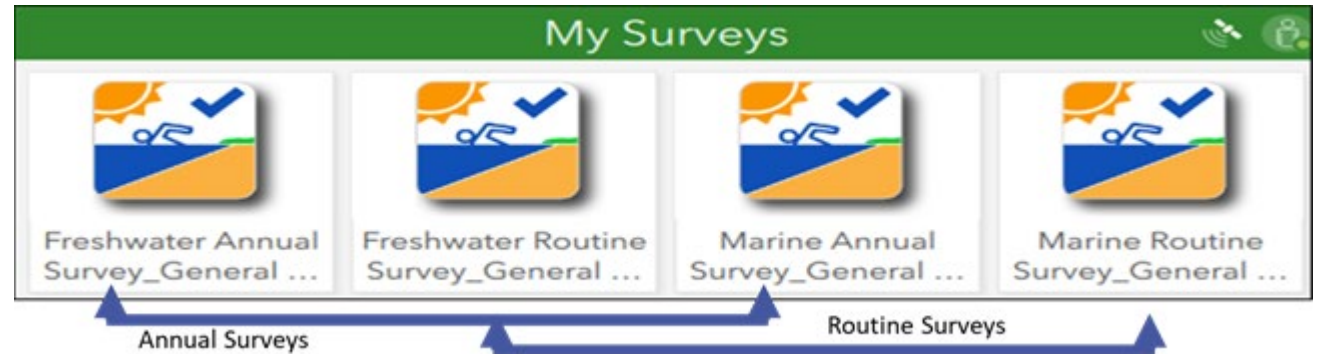 My Surveys
Freshwater Annual
Survey_General ...
Freshwater Routine
Survey_General ...
Marine Annual
Survey_General ...
Marine Routine
Survey_General ...
Annual Surveys
Routine Surveys